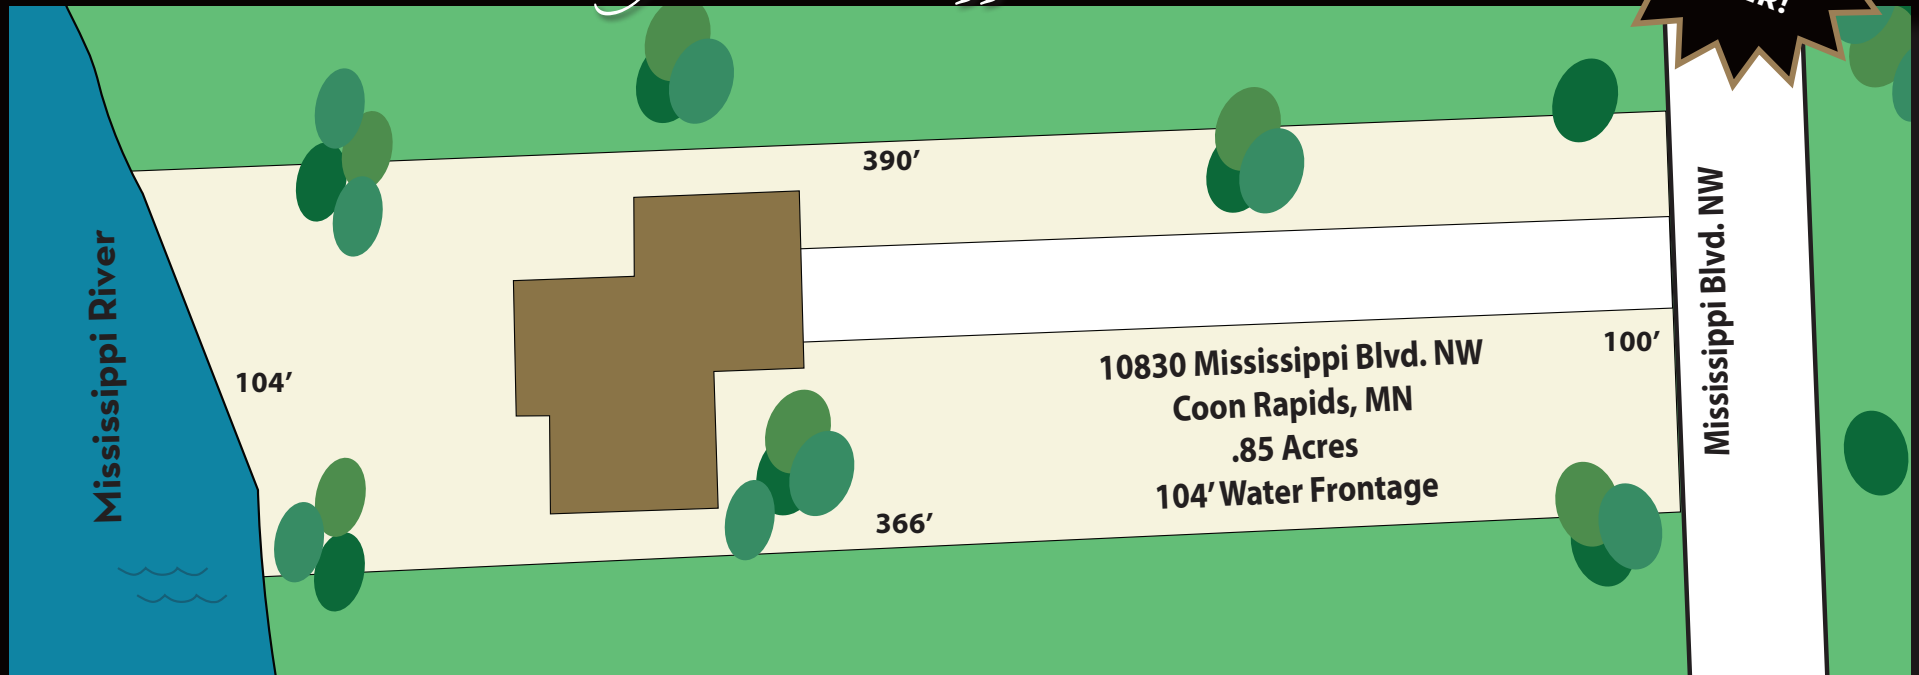 390’
Mississippi River
104’
Mississippi Blvd. NW
100’
10830 Mississippi Blvd. NW
Coon Rapids, MN
.85 Acres
104’ Water Frontage
366’